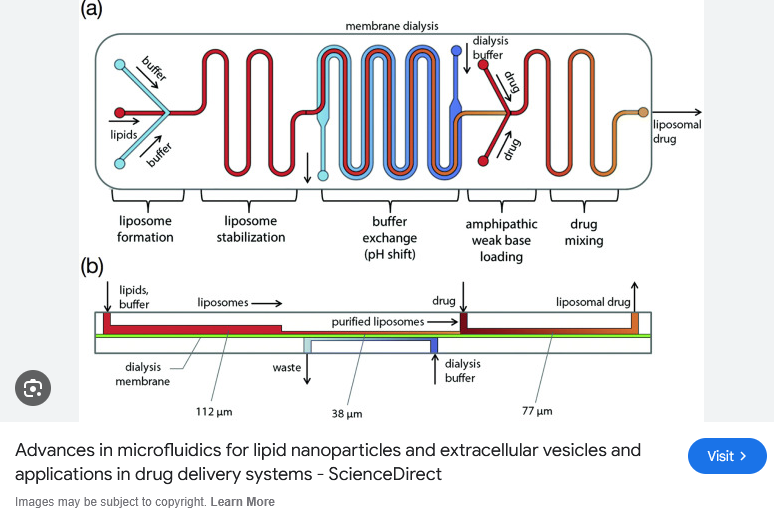 (a)
membrane dialysis
buffer
dialysis
buffer
drug
lipids
liposomal
drug
buffer
drug
liposome
formation
liposome
stabilization
buffer
exchange
(pH shift)
amphipathic
weak base
loading
drug
mixing
(b)
lipids,
buffer
liposomes
drug
liposomal drug
purified liposomes
dialysis
membrane
waste
dialysis
buffer
112 μm
38 μm
77 μm
Advances in microfluidics for lipid nanoparticles and extracellular vesicles and
applications in drug delivery systems - ScienceDirect
Visit >
Images may be subject to copyright. Learn More